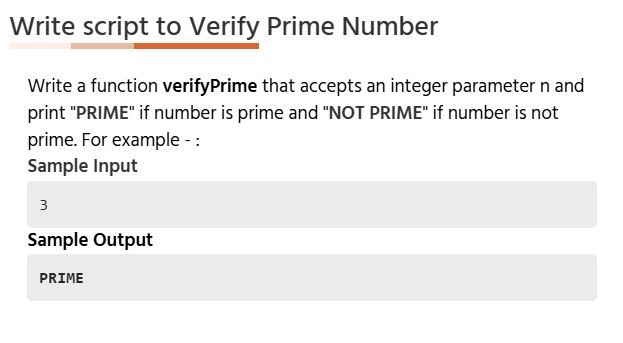 Write script to Verify Prime Number
Write a function verifyPrime that accepts an integer parameter n and
print "PRIME" if number is prime and "NOT PRIME" if number is not
prime. For example - :
Sample Input
3
Sample Output
PRIME